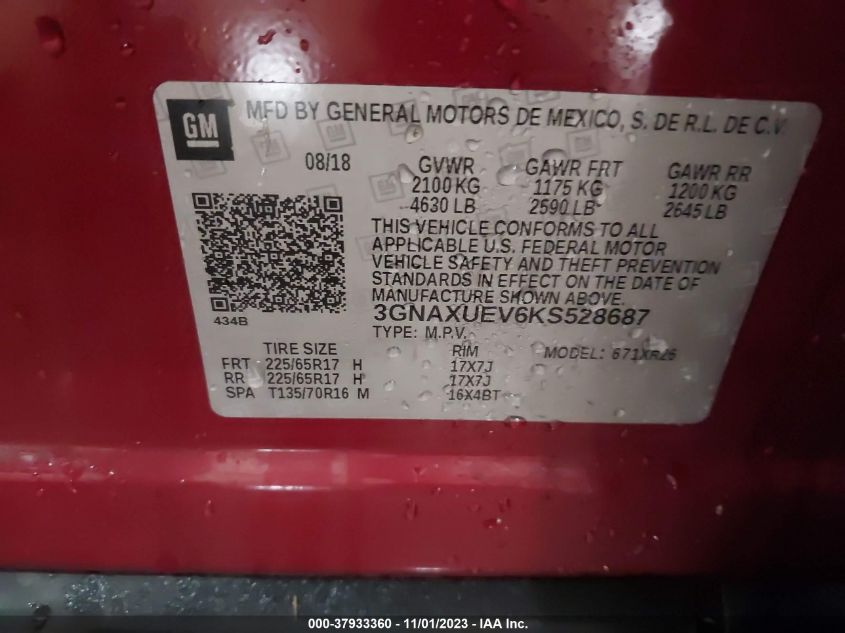 GM MFD BY GENERAL MOTORS DE MEXICO, S. DE R.L. DE C.V.
08/18 GVWR GAWR FRT GAWR RR
2100 KG 1175 KG 1200 KG
4630 LB 2590 LB 2645 LB
THIS VEHICLE CONFORMS TO ALL
APPLICABLE U.S. FEDERAL MOTOR
VEHICLE SAFETY AND THEFT PREVENTION
STANDARDS IN EFFECT ON THE DATE OF
MANUFACTURE SHOWN ABOVE.
434B 3GNAXUEV6KS528687
TYPE: M.P.V.
TIRE SIZE RIM MODEL: 671XR26
FRT 225/65R17 H 17X7J
RR 225/65R17 H 17X7J
SPA T135/70R16 M 16X4BT
000-37933360 - 11/01/2023 - IAA Inc.